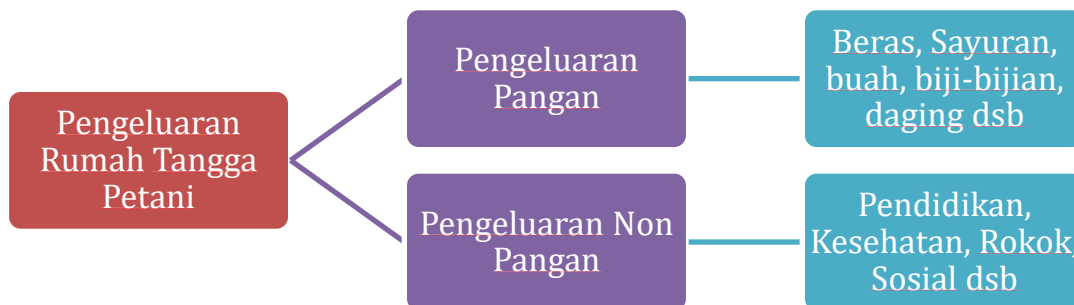 Pengeluaran
Rumah Tangga
Petani
Pengeluaran
Pangan
Beras, Sayuran,
buah, biji-bijian,
daging dsb
Pengeluaran Non
Pangan
Pendidikan,
Kesehatan, Rokok,
Sosial dsb